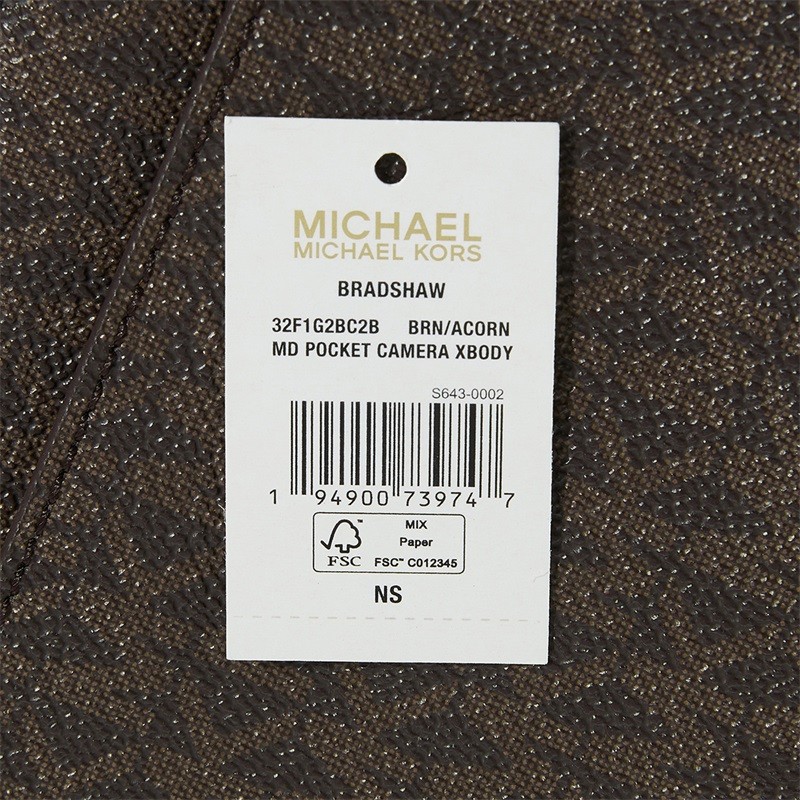 MICHAEL
MICHAEL KORS
BRADSHAW
32F1G2BC2B BRN/ACORN
MD POCKET CAMERA XBODY
S643-0002
1 94900 73974 7
MIX
Paper
FSC™ FSC™ C012345
NS